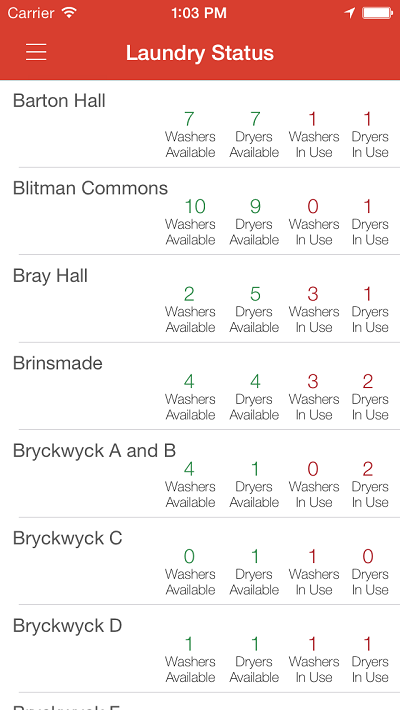 Carrier 1:03 PM
Laundry Status
Barton Hall
7 7 1 1
Washers Dryers Washers Dryers
Available Available In Use In Use
Blitman Commons
10 9 0 1
Washers Dryers Washers Dryers
Available Available In Use In Use
Bray Hall
2 5 3 1
Washers Dryers Washers Dryers
Available Available In Use In Use
Brinsmade
4 4 3 2
Washers Dryers Washers Dryers
Available Available In Use In Use
Bryckwyck A and B
4 1 0 2
Washers Dryers Washers Dryers
Available Available In Use In Use
Bryckwyck C
0 1 1 0
Washers Dryers Washers Dryers
Available Available In Use In Use
Bryckwyck D
1 1 1 1
Washers Dryers Washers Dryers
Available Available In Use In Use